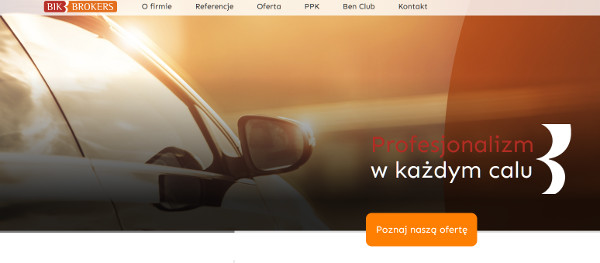 BIK BROKERS O firmie Referencje Oferta PPK Ben Club Kontakt
Profesjonalizm
w każdym calu
Poznaj naszą ofertę